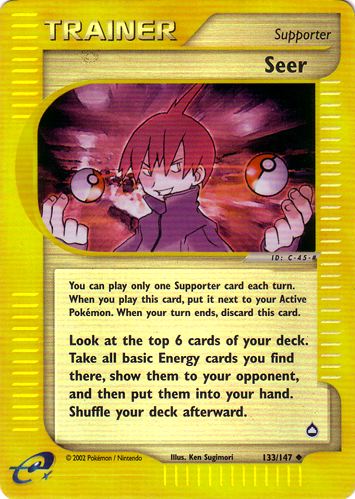 TRAINER
Supporter
Seer
ID: C-45-#
You can play only one Supporter card each turn.
When you play this card, put it next to your Active
Pokémon. When your turn ends, discard this card.
Look at the top 6 cards of your deck.
Take all basic Energy cards you find
there, show them to your opponent,
and then put them into your hand.
Shuffle your deck afterward.
© 2002 Pokémon / Nintendo
Illus. Ken Sugimori
133/147 ◆
e